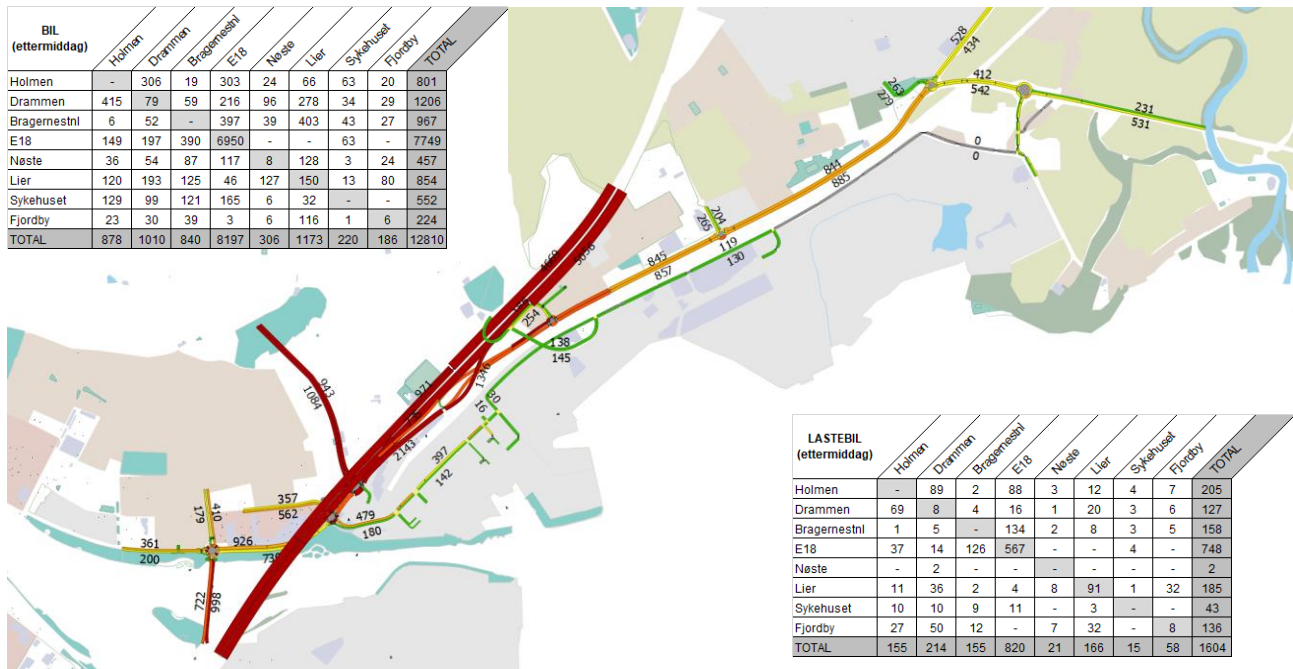 BIL
(ettermiddag) Holmen Drammen Bragernestnl E18 Nøste Lier Sykehuset Fjordby TOTAL
Holmen - 306 19 303 24 66 63 20 801
Drammen 415 79 59 216 96 278 34 29 1206
Bragernestnl 6 52 - 397 39 403 43 27 967
E18 149 197 390 6950 - - 63 - 7749
Nøste 36 54 87 117 8 128 3 24 457
Lier 120 193 125 46 127 150 13 80 854
Sykehuset 129 99 121 165 6 32 - - 552
Fjordby 23 30 39 3 6 116 1 6 224
TOTAL 878 1010 840 8197 306 1173 220 186 12810
528
434
412
542
263
279
231
531
0
0
844
885
204
265
119
130
845
857
254
138
145
971
1346
30
16
2143
943
1084
397
142
357
562
479
180
410
179
361
200
926
722
998
LASTEBIL
(ettermiddag) Holmen Drammen Bragernestnl E18 Nøste Lier Sykehuset Fjordby TOTAL
Holmen - 89 2 88 3 12 4 7 205
Drammen 69 8 4 16 1 20 3 6 127
Bragernestnl 1 5 - 134 2 8 3 5 158
E18 37 14 126 567 - - 4 - 748
Nøste - 2 - - - - - - 2
Lier 11 36 2 4 8 91 1 32 185
Sykehuset 10 10 9 11 - 3 - - 43
Fjordby 27 50 12 - 7 32 - 8 136
TOTAL 155 214 155 820 21 166 15 58 1604